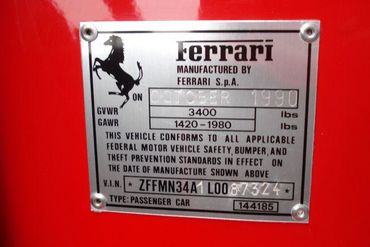 Ferrari
MANUFACTURED BY
FERRARI S.p.A.
ON OCTOBER 1990
GVWR 3400 lbs
GAWR 1420-1980 lbs
THIS VEHICLE CONFORMS TO ALL APPLICABLE
FEDERAL MOTOR VEHICLE SAFETY, BUMPER, AND
THEFT PREVENTION STANDARDS IN EFFECT ON
THE DATE OF MANUFACTURE SHOWN ABOVE
V.I.N. * ZFFMN34A1L0087324 *
TYPE: PASSENGER CAR 144185